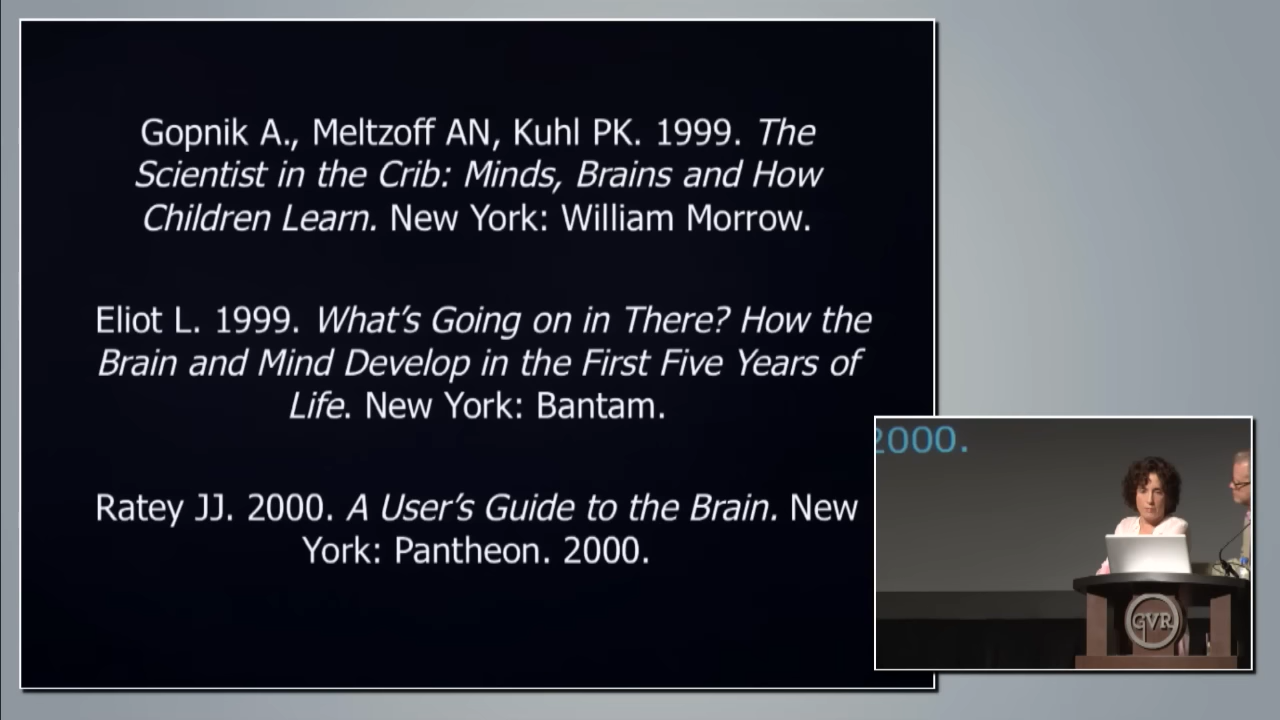 Gopnik A., Meltzoff AN, Kuhl PK. 1999. The
Scientist in the Crib: Minds, Brains and How
Children Learn. New York: William Morrow.
Eliot L. 1999. What's Going on in There? How the
Brain and Mind Develop in the First Five Years of
Life. New York: Bantam.
Ratey JJ. 2000. A User's Guide to the Brain. New
York: Pantheon. 2000.
2000.
GVR